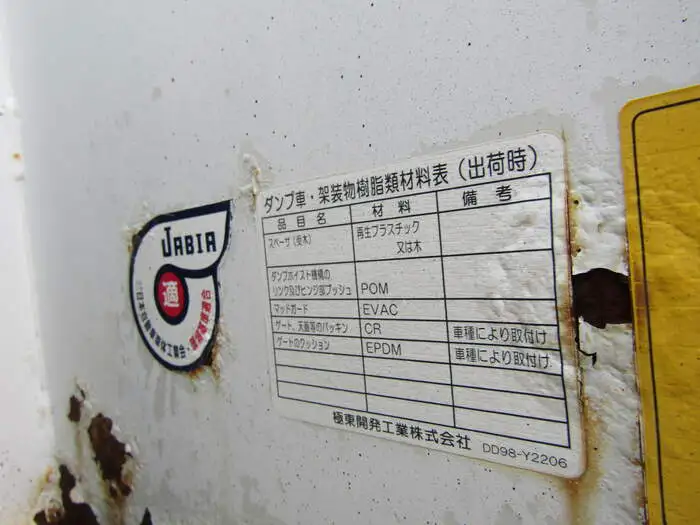 JABIA
適
ダンプ車・架装物樹脂類材料表(出荷時)
品目名 材料 備考
スペーサ(受木) 再生プラスチック
又は木
ダンプホイスト機構の
リンク及びヒンジ部ブッシュ POM
マットガード EVAC
ゲート、天蓋等のパッキン CR 車種により取付け
ゲートのクッション EPDM 車種により取付け
極東開発工業株式会社 DD98-Y2206